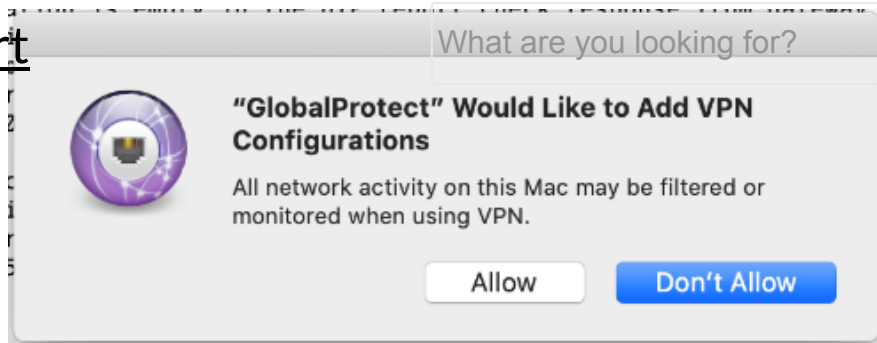 rt
What are you looking for?
“GlobalProtect” Would Like to Add VPN
Configurations
All network activity on this Mac may be filtered or
monitored when using VPN.
Allow
Don’t Allow